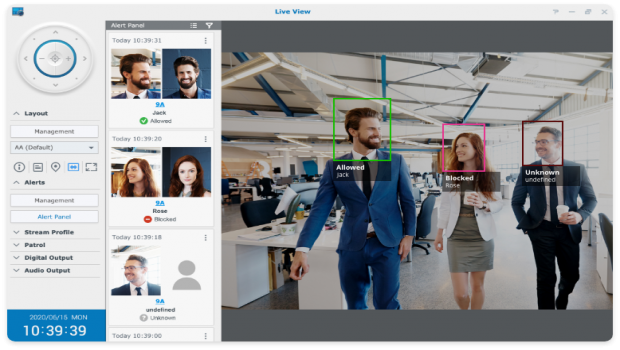 Live View
Layout
Management
AA (Default)
Alerts
Management
Alert Panel
Stream Profile
Patrol
Digital Output
Audio Output
2020/06/15 MON
10:39:39
Alert Panel
Today 10:39:31
9A
Jack
Allowed
Today 10:39:20
9A
Rose
Blocked
Today 10:39:18
9A
undefined
Unknown
Today 10:39:00
Allowed
Jack
Blocked
Rose
Unknown
undefined